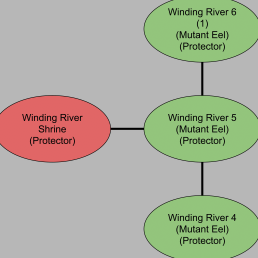 Winding River 6
(1)
(Mutant Eel)
(Protector)
Winding River
Shrine
(Protector)
Winding River 5
(Mutant Eel)
(Protector)
Winding River 4
(Mutant Eel)
(Protector)